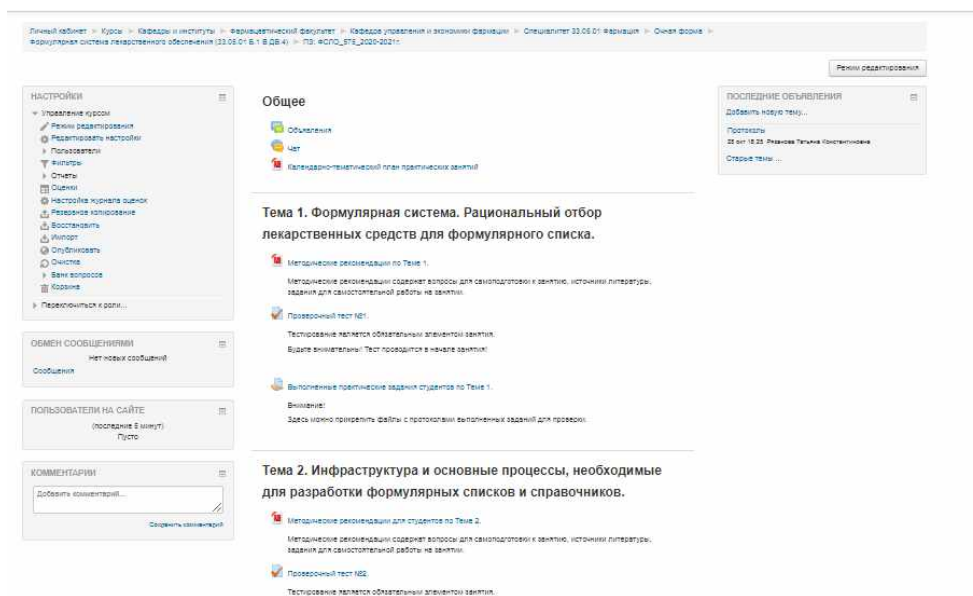 Личный кабинет > Курсы > Кафедры и институты > Фармацевтический факультет > Кафедра управления и экономики фармации > Специалитет 33.05.01 Фармация > Очная форма >
Формулярная система лекарственного обеспечения (33.05.01 Б.1 В.ДВ.4) > ПЗ: ФСЛО_575_2020-2021г.
Режим редактирования
НАСТРОЙКИ
Управление курсом
Режим редактирования
Редактировать настройки
Пользователи
Фильтры
Отчеты
Оценки
Настройка журнала оценок
Резервное копирование
Восстановить
Импорт
Опубликовать
Очистка
Банк вопросов
Корзина
Переключиться к роли...
ОБМЕН СООБЩЕНИЯМИ
Нет новых сообщений
Сообщения
ПОЛЬЗОВАТЕЛИ НА САЙТЕ
(последние 5 минут)
Пусто
КОММЕНТАРИИ
Добавить комментарий...
Сохранить комментарий
Общее
Объявления
Чат
Календарно-тематический план практических занятий
Тема 1. Формулярная система. Рациональный отбор
лекарственных средств для формулярного списка.
Методические рекомендации по Теме 1.
Методические рекомендации содержат вопросы для самоподготовки к занятию, источники литературы,
задания для самостоятельной работы на занятии.
Проверочный тест №1.
Тестирование является обязательным элементом занятия.
Будьте внимательны! Тест проводится в начале занятия!
Выполненные практические задания студентов по Теме 1.
Внимание!
Здесь можно прикрепить файлы с протоколами выполненных заданий для проверки.
Тема 2. Инфраструктура и основные процессы, необходимые
для разработки формулярных списков и справочников.
Методические рекомендации для студентов по Теме 2.
Методические рекомендации содержат вопросы для самоподготовки к занятию, источники литературы,
задания для самостоятельной работы на занятии.
Проверочный тест №2.
Тестирование является обязательным элементом занятия.
ПОСЛЕДНИЕ ОБЪЯВЛЕНИЯ
Добавить новую тему...
Протоколы
25 окт 18:25 Рязанова Татьяна Константиновна
Старые темы ...